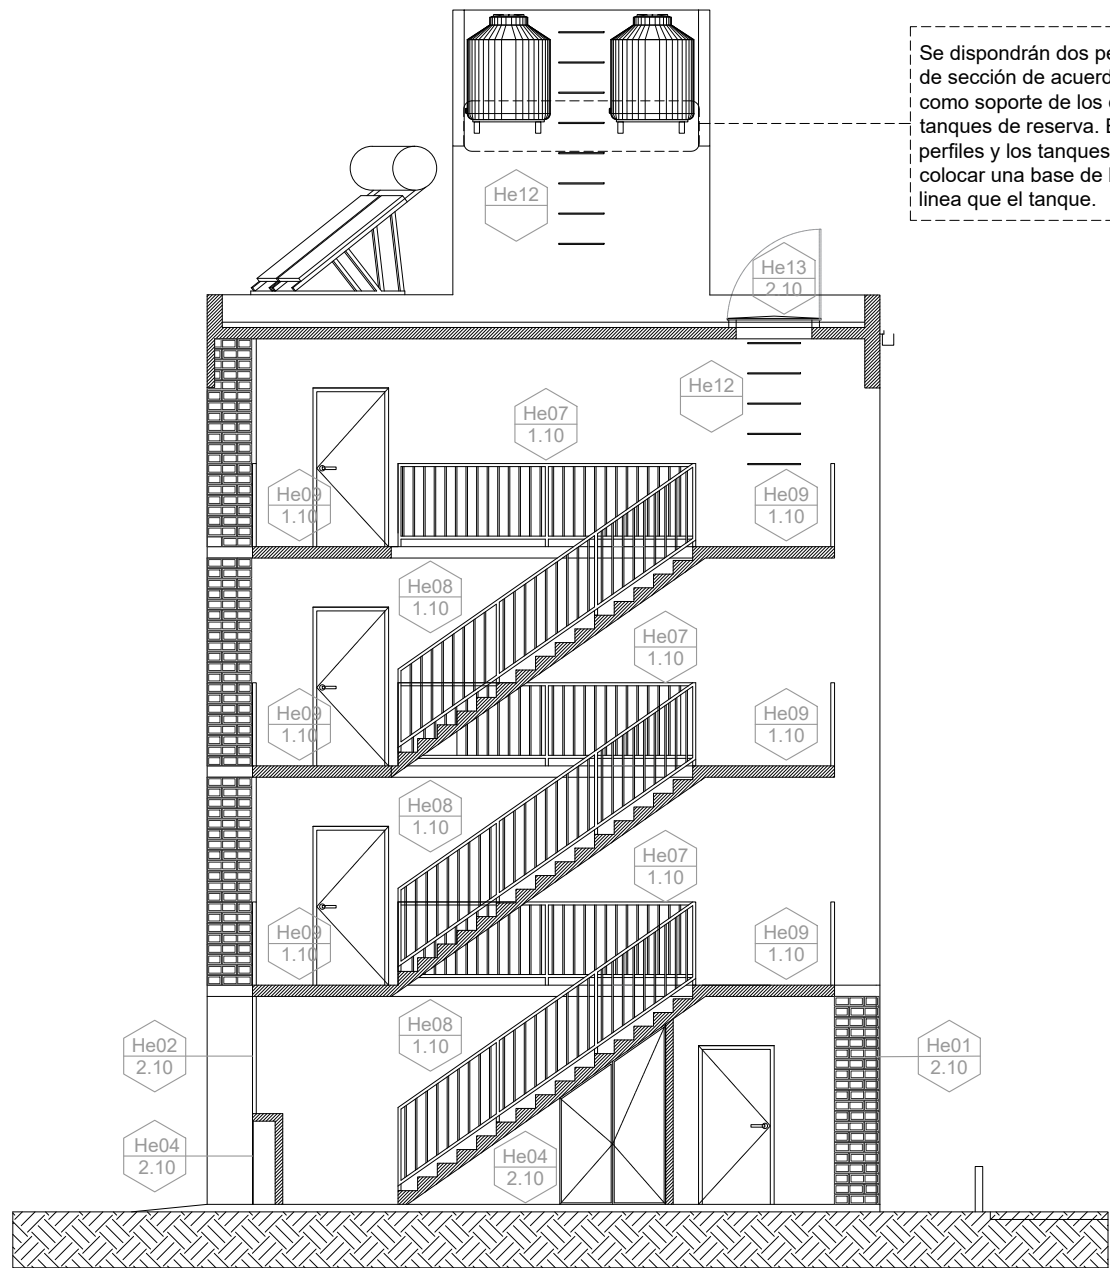 Se dispondrán dos
de sección de
como soporte de los
tanques de reserva.
perfiles y los tanques
colocar una base de
linea que el tanque.
He12
He13
2.10
He12
He07
1.10
He09
1.10
He09
1.10
He08
1.10
He07
1.10
He09
1.10
He09
1.10
He08
1.10
He07
1.10
He09
1.10
He09
1.10
He08
1.10
He02
2.10
He01
2.10
He04
2.10
He04
2.10